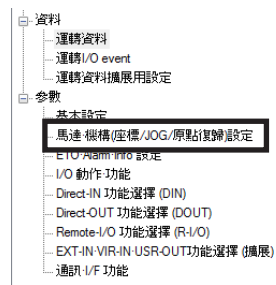 資料
運轉資料
運轉I/O event
運轉資料擴展用設定
參數
基本設定
馬達·機構(座標/JOG/原點復歸)設定
ETO·Alarm·Info 設定
I/O 動作·功能
Direct-IN 功能選擇 (DIN)
Direct-OUT 功能選擇 (DOUT)
Remote-I/O 功能選擇 (R-I/O)
EXT-IN·VIR-IN·USR-OUT功能選擇 (擴展)
通訊·I/F 功能